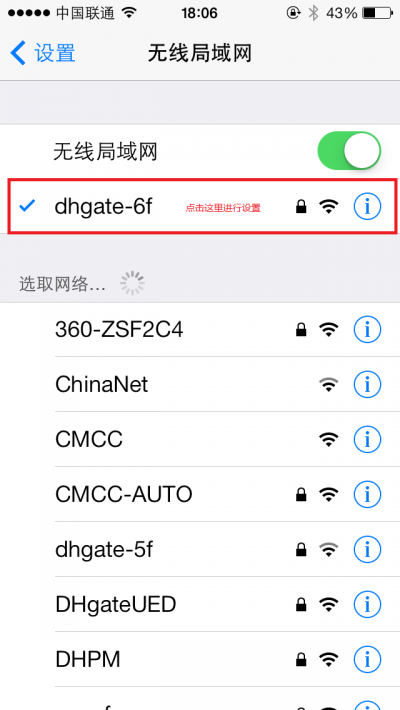 中国联通 18:06 43%
设置 无线局域网
无线局域网
dhgate-6f 点击这里进行设置
选取网络...
360-ZSF2C4
ChinaNet
CMCC
CMCC-AUTO
dhgate-5f
DHgateUED
DHPM